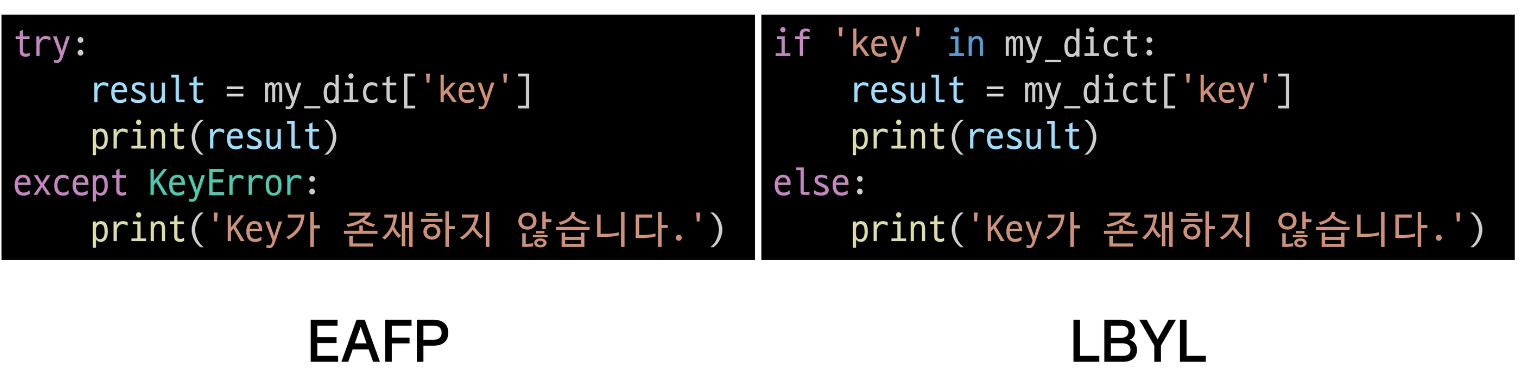 try:
    result = my_dict['key']
    print(result)
except KeyError:
    print('Key가 존재하지 않습니다.')
EAFP
if 'key' in my_dict:
    result = my_dict['key']
    print(result)
else:
    print('Key가 존재하지 않습니다.')
LBYL